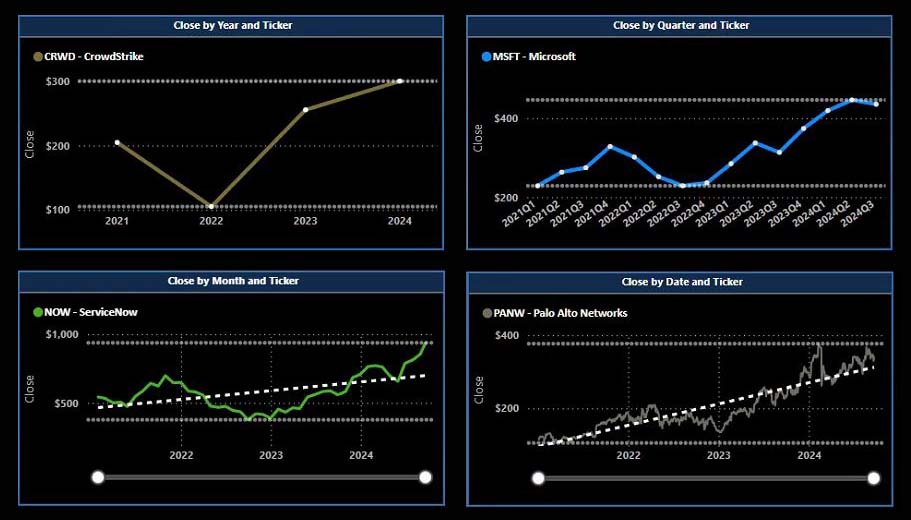 Close by Year and Ticker
CRWD - CrowdStrike
$300
$200
$100
Close
2021
2022
2023
2024
Close by Quarter and Ticker
MSFT - Microsoft
$400
$200
Close
2021Q1
2021Q2
2021Q3
2021Q4
2022Q1
2022Q2
2022Q3
2022Q4
2023Q1
2023Q2
2023Q3
2023Q4
2024Q1
2024Q2
2024Q3
Close by Month and Ticker
NOW - ServiceNow
$1,000
$500
Close
2022
2023
2024
Close by Date and Ticker
PANW - Palo Alto Networks
$400
$200
Close
2022
2023
2024